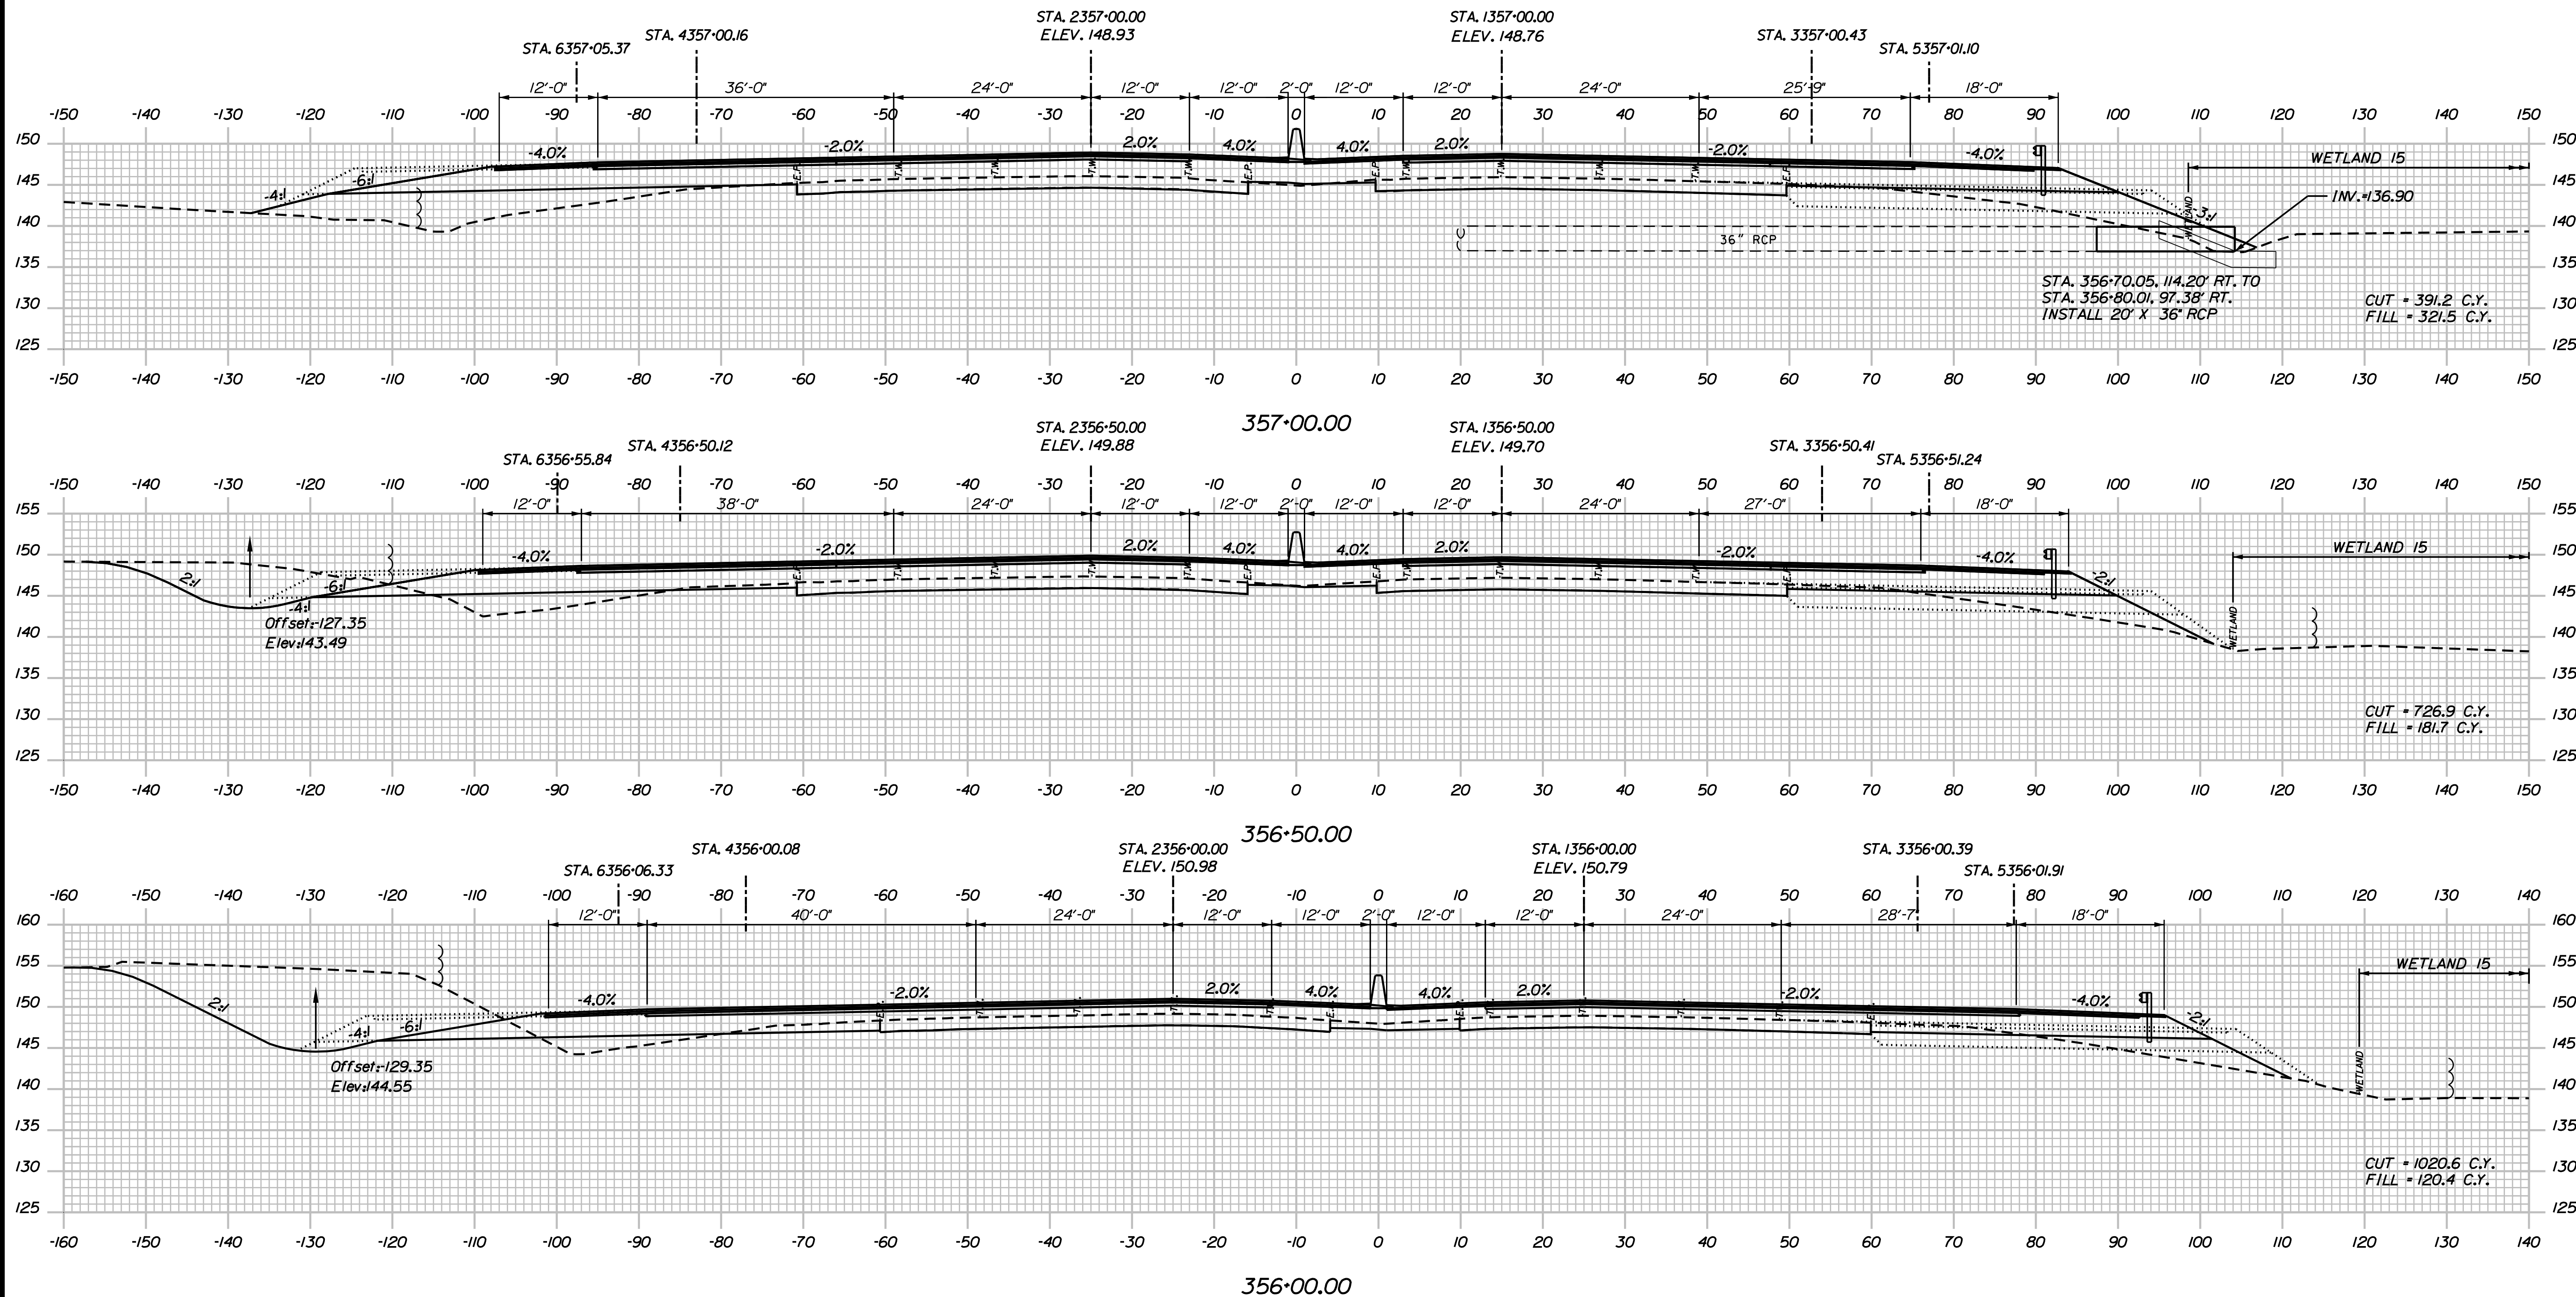 STA. 2357+00.00 STA. 1357+00.00
STA. 6357+05.37 STA. 4357+00.16 ELEV. 148.93 ELEV. 148.76 STA. 3357+00.43 STA. 5357+01.10
12'-0" 36'-0" 24'-0" 12'-0" 12'-0" 2'-0" 12'-0" 12'-0" 24'-0" 25'-9" 18'-0"
-150 -140 -130 -120 -110 -100 -90 -80 -70 -60 -50 -40 -30 -20 -10 0 10 20 30 40 50 60 70 80 90 100 110 120 130 140 150
150 150
-4.0% -2.0% 2.0% 4.0% 4.0% 2.0% -2.0% -4.0% WETLAND 15
145 -4:1 -6:1 E.P. T.W. T.W. T.W. T.W. E.P. E.P. T.W. T.W. T.W. T.W. E.P. 145
INV.=136.90
WETLAND -3:1
140 140
36" RCP
135 135
STA. 356+70.05, 114.20' RT. TO
STA. 356+80.01, 97.38' RT.
INSTALL 20' X 36" RCP
130 CUT = 391.2 C.Y. 130
FILL = 321.5 C.Y.
125 125
-150 -140 -130 -120 -110 -100 -90 -80 -70 -60 -50 -40 -30 -20 -10 0 10 20 30 40 50 60 70 80 90 100 110 120 130 140 150
357+00.00
STA. 2356+50.00 STA. 1356+50.00
STA. 6356+55.84 STA. 4356+50.12 ELEV. 149.88 ELEV. 149.70 STA. 3356+50.41 STA. 5356+51.24
-150 -140 -130 -120 -110 -100 -90 -80 -70 -60 -50 -40 -30 -20 -10 0 10 20 30 40 50 60 70 80 90 100 110 120 130 140 150
12'-0" 38'-0" 24'-0" 12'-0" 12'-0" 2'-0" 12'-0" 12'-0" 24'-0" 27'-0" 18'-0"
155 155
150 -4.0% -2.0% 2.0% 4.0% 4.0% 2.0% -2.0% -4.0% WETLAND 15 150
2:1 -6:1 E.P. T.W. T.W. T.W. T.W. E.P. E.P. T.W. T.W. T.W. T.W. E.P. -2:1
145 -4:1 145
Offset:-127.35
Elev:143.49
WETLAND
140 140
135 135
130 CUT = 726.9 C.Y. 130
FILL = 181.7 C.Y.
125 125
-150 -140 -130 -120 -110 -100 -90 -80 -70 -60 -50 -40 -30 -20 -10 0 10 20 30 40 50 60 70 80 90 100 110 120 130 140 150
356+50.00
STA. 4356+00.08 STA. 2356+00.00 STA. 1356+00.00 STA. 3356+00.39
STA. 6356+06.33 ELEV. 150.98 ELEV. 150.79 STA. 5356+01.91
-160 -150 -140 -130 -120 -110 -100 -90 -80 -70 -60 -50 -40 -30 -20 -10 0 10 20 30 40 50 60 70 80 90 100 110 120 130 140
12'-0" 40'-0" 24'-0" 12'-0" 12'-0" 2'-0" 12'-0" 12'-0" 24'-0" 28'-7" 18'-0"
160 160
155 WETLAND 15 155
150 2:1 -4.0% -2.0% 2.0% 4.0% 4.0% 2.0% -2.0% -4.0% 150
-4:1 -6:1 -2:1
145 145
Offset:-129.35
Elev:144.55
WETLAND
140 140
135 135
130 CUT = 1020.6 C.Y. 130
FILL = 120.4 C.Y.
125 125
-160 -150 -140 -130 -120 -110 -100 -90 -80 -70 -60 -50 -40 -30 -20 -10 0 10 20 30 40 50 60 70 80 90 100 110 120 130 140
356+00.00